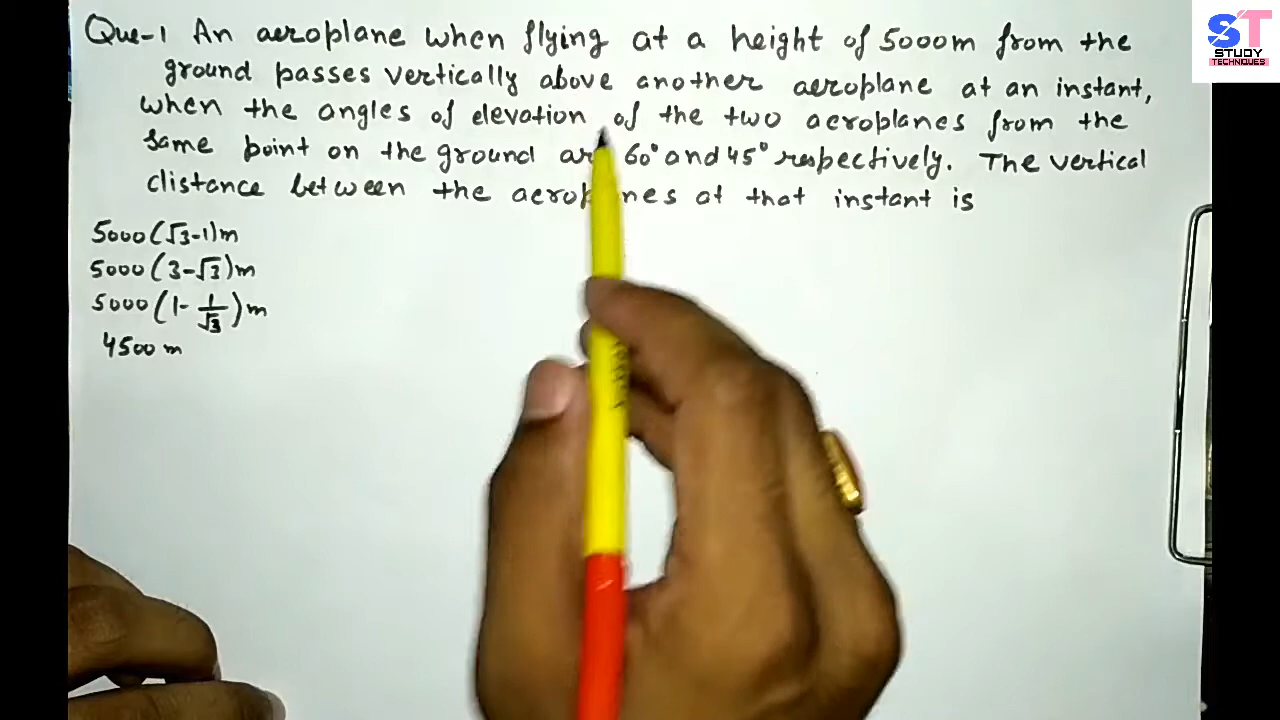 ST
STUDY
TECHNIQUES
Que-1 An aeroplane when flying at a height of 5000m from the
ground passes vertically above another aeroplane at an instant,
when the angles of elevation of the two aeroplanes from the
same point on the ground 60° and 45° respectively. The vertical
distance between the at that instant is
5000(√3-1)m
5000(3-√3)m
5000(1-1/√3)m
4500m